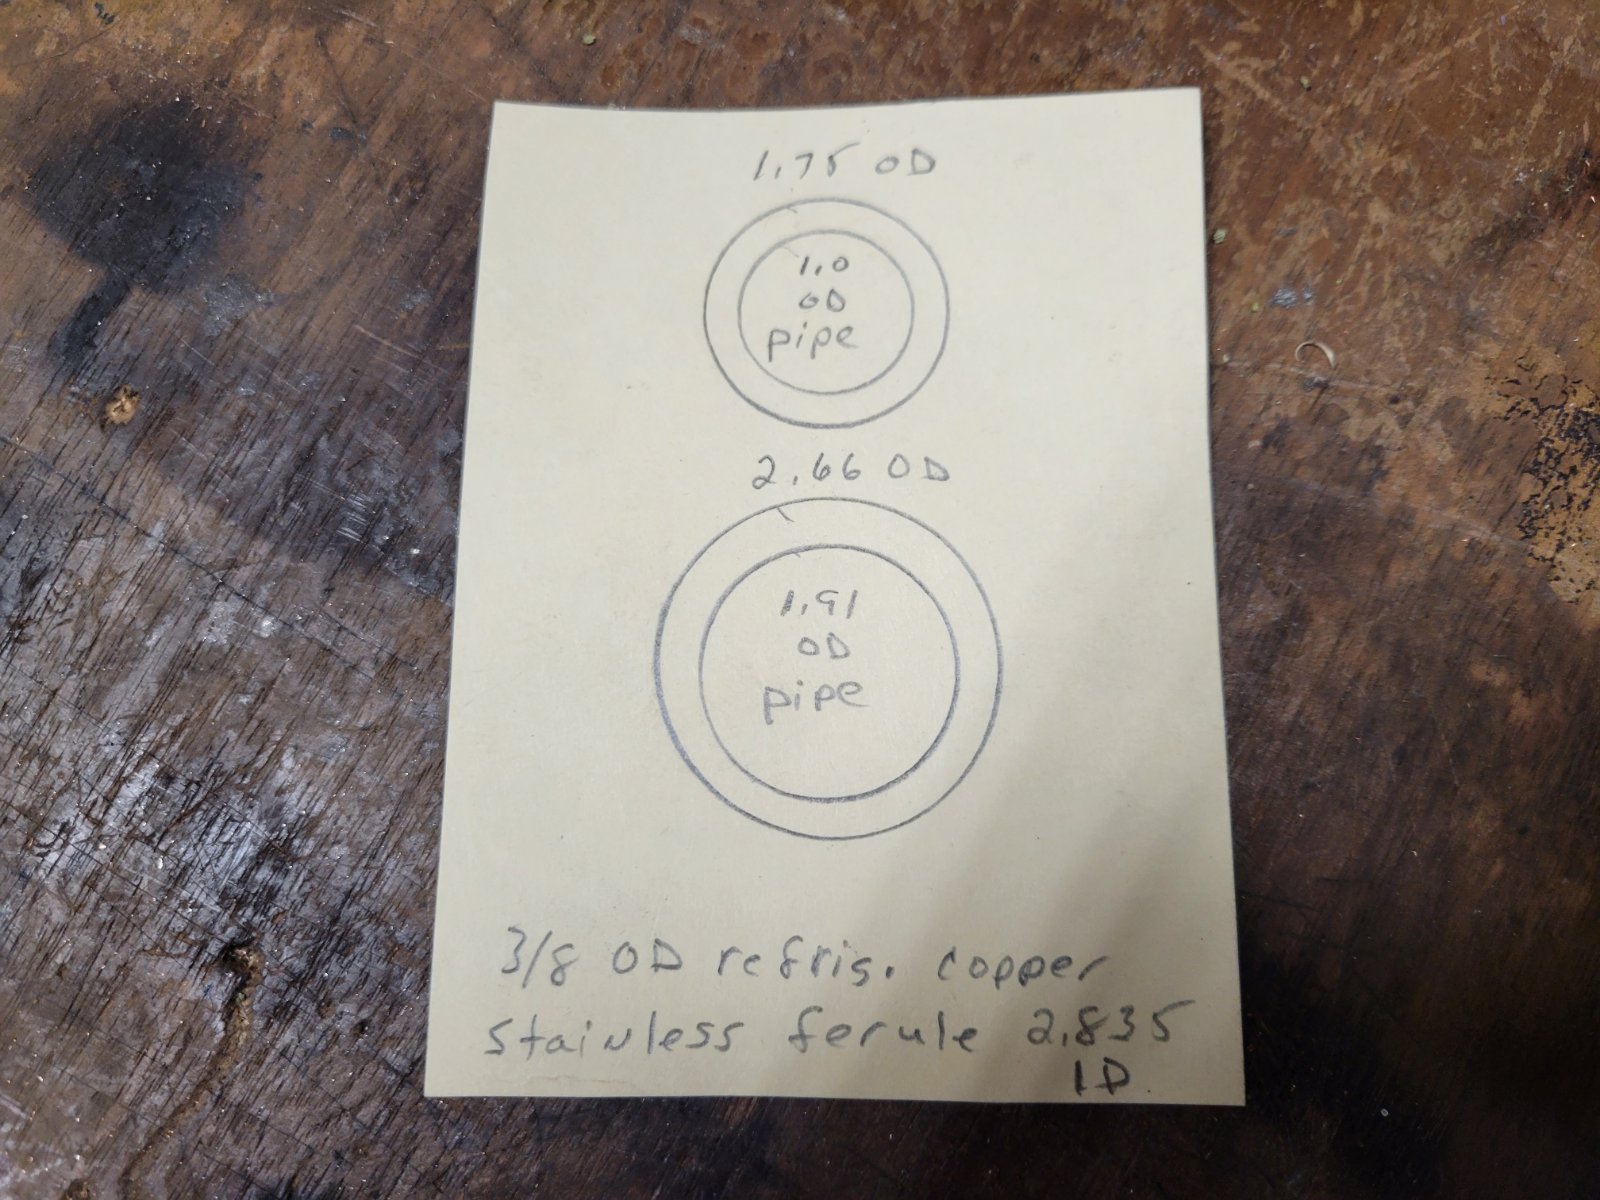 1.75 OD
1.0
OD
pipe
2.66 OD
1.91
OD
pipe
3/8 OD refrig. copper
Stainless ferule 2.835
ID